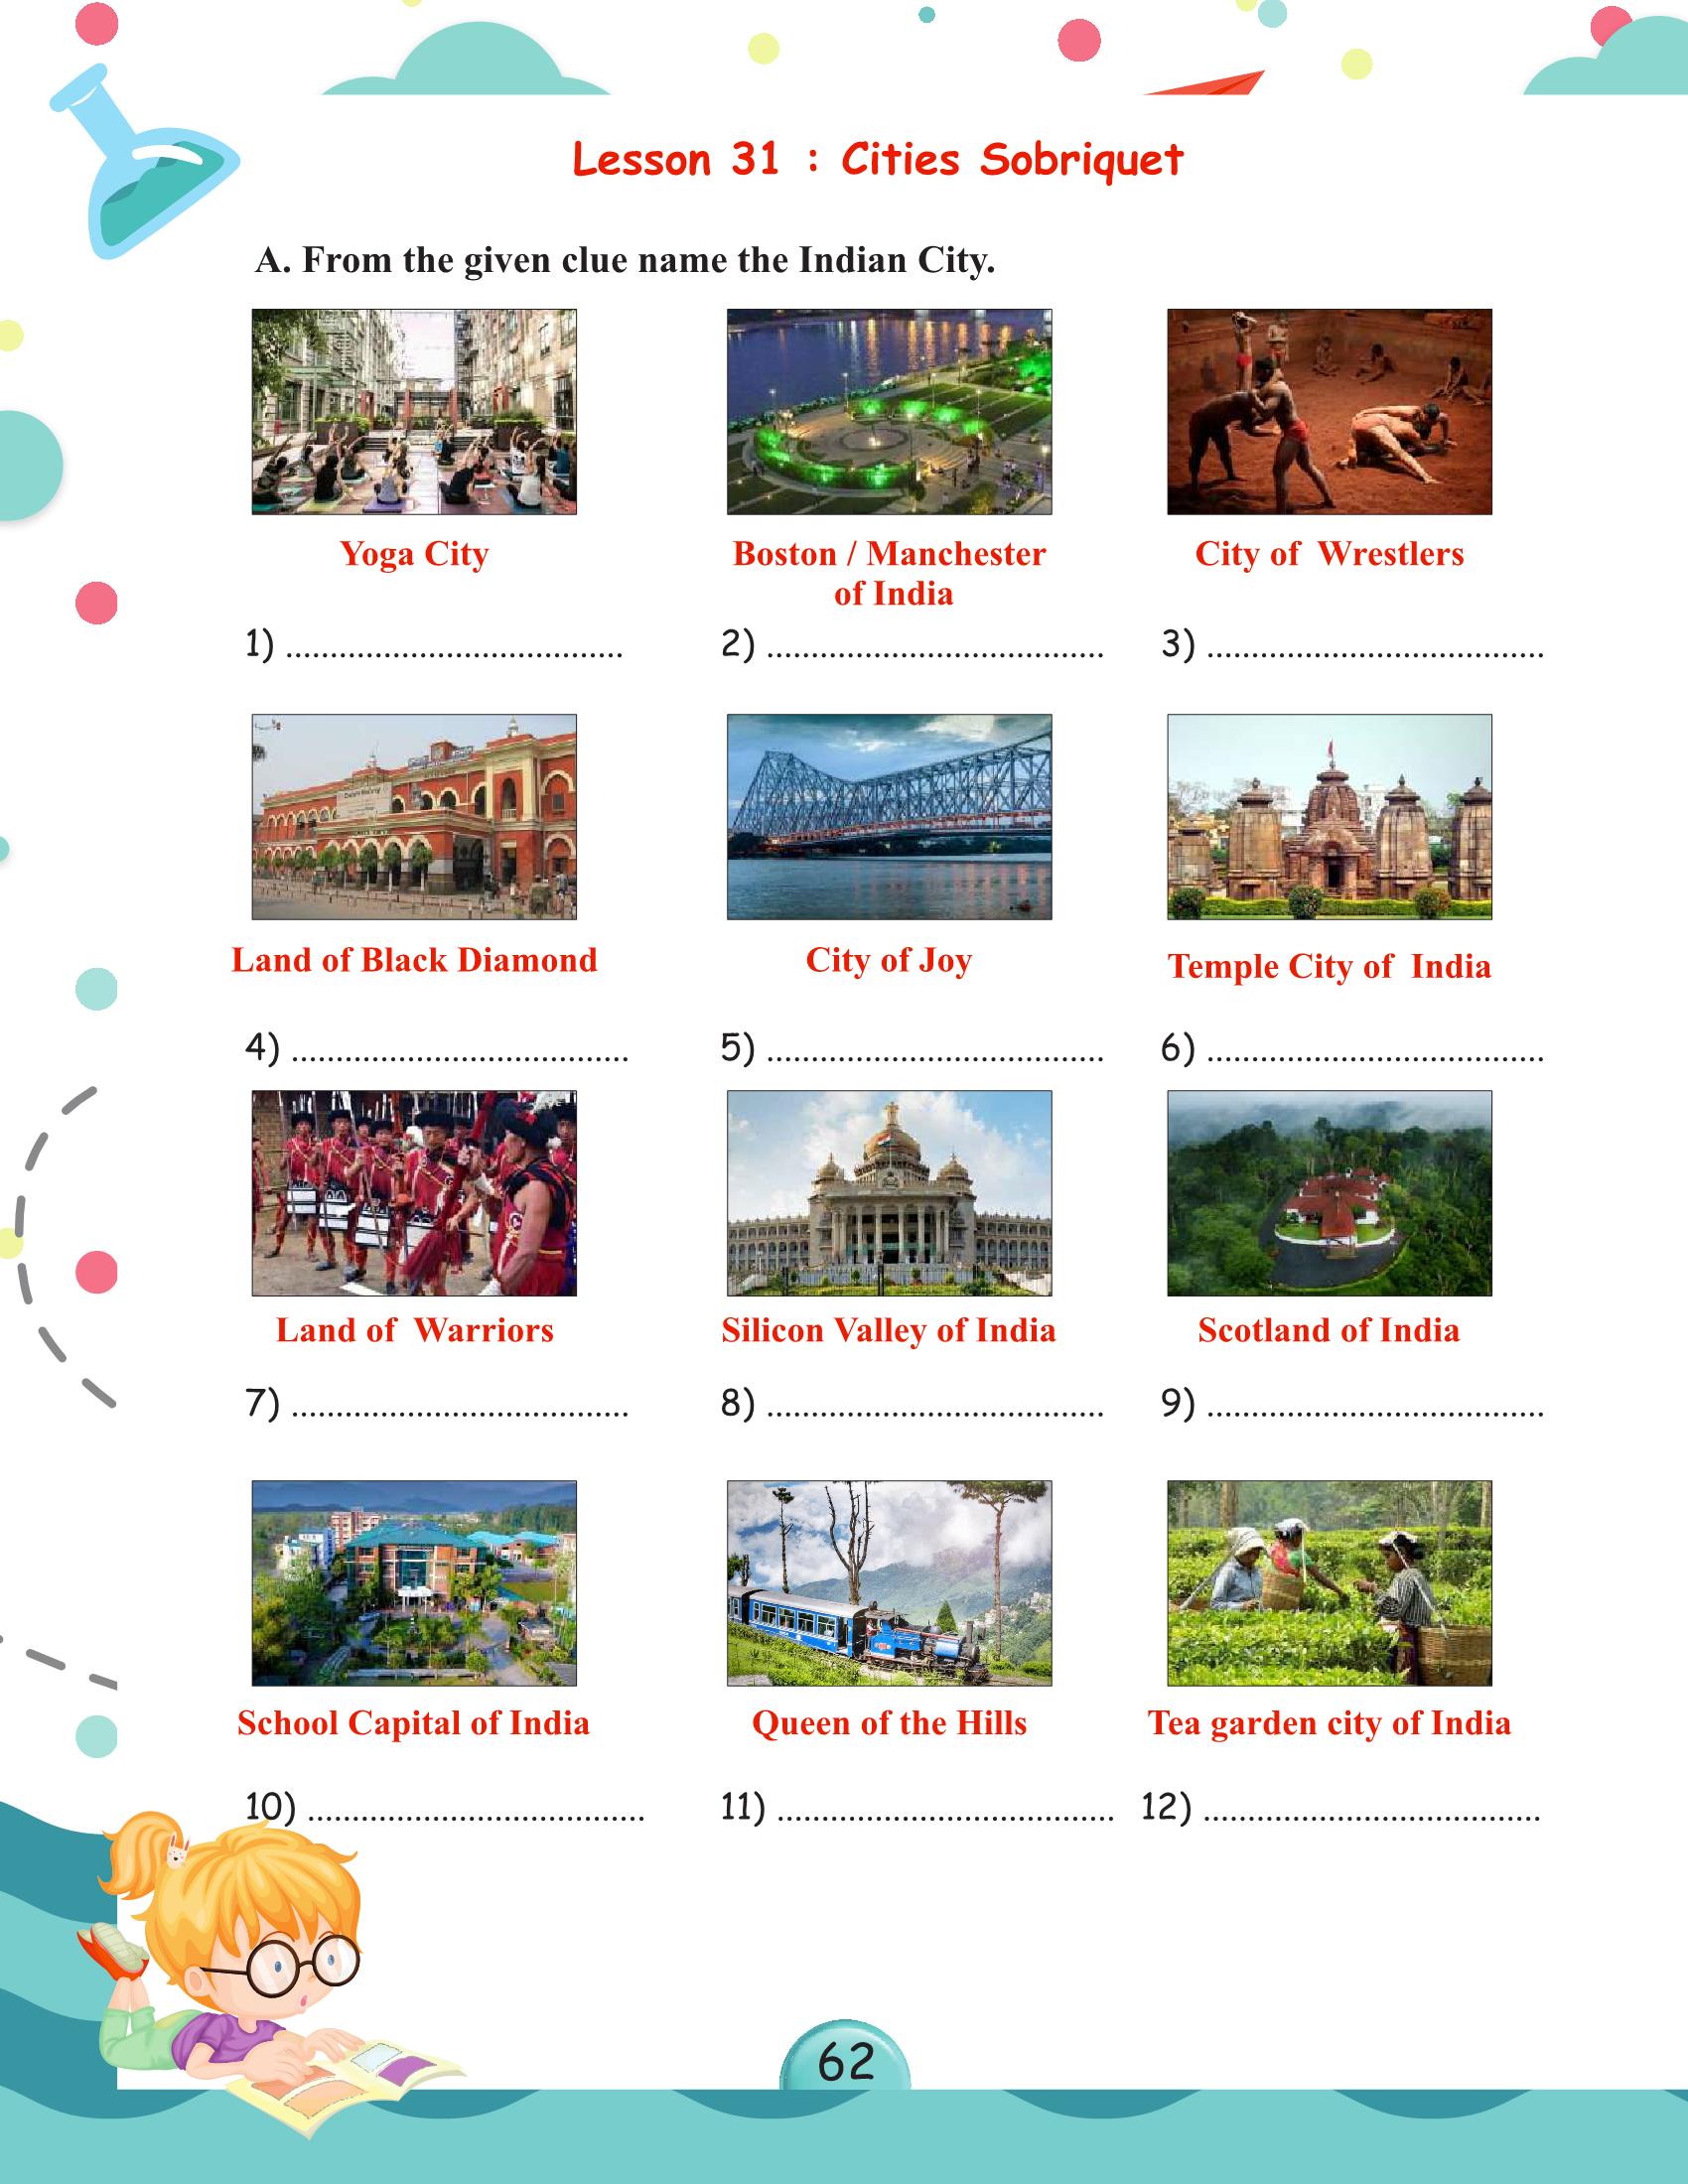 Lesson 31 : Cities Sobriquet
A. From the given clue name the Indian City.
Yoga City
Boston / Manchester
of India
City of Wrestlers
1) ......................................
2) ......................................
3) ......................................
Land of Black Diamond
City of Joy
Temple City of India
4) ......................................
5) ......................................
6) ......................................
Land of Warriors
Silicon Valley of India
Scotland of India
7) ......................................
8) ......................................
9) ......................................
School Capital of India
Queen of the Hills
Tea garden city of India
10) ......................................
11) ......................................
12) ......................................
62